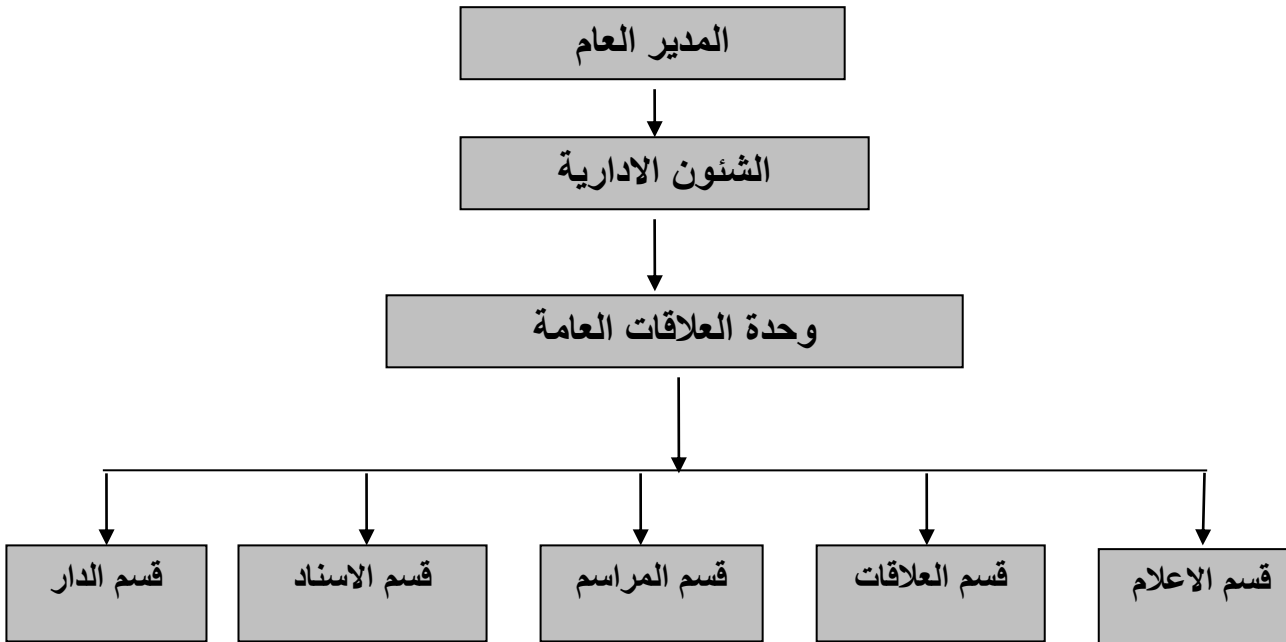 المدير العام
الشئون الادارية
وحدة العلاقات العامة
قسم الاعلام
قسم العلاقات
قسم المراسم
قسم الاسناد
قسم الدار